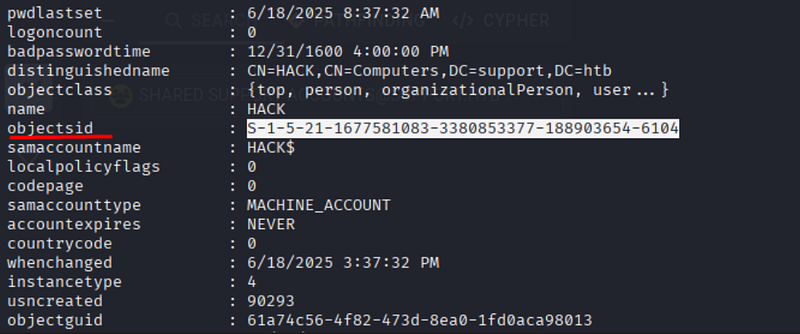 pwdlastset : 6/18/2025 8:37:32 AM
logoncount : 0
badpasswordtime : 12/31/1600 4:00:00 PM
distinguishedname : CN=HACK,CN=Computers,DC=support,DC=htb
objectclass : {top, person, organizationalPerson, user...}
name : HACK
objectsid : S-1-5-21-1677581083-3380853377-188903654-6104
samaccountname : HACK$
localpolicyflags : 0
codepage : 0
samaccounttype : MACHINE_ACCOUNT
accountexpires : NEVER
countrycode : 0
whenchanged : 6/18/2025 3:37:32 PM
instancetype : 4
usncreated : 90293
objectguid : 61a74c56-4f82-473d-8ea0-1fd0aca98013
SEARCH
PATHFINDING
</> CYPHER